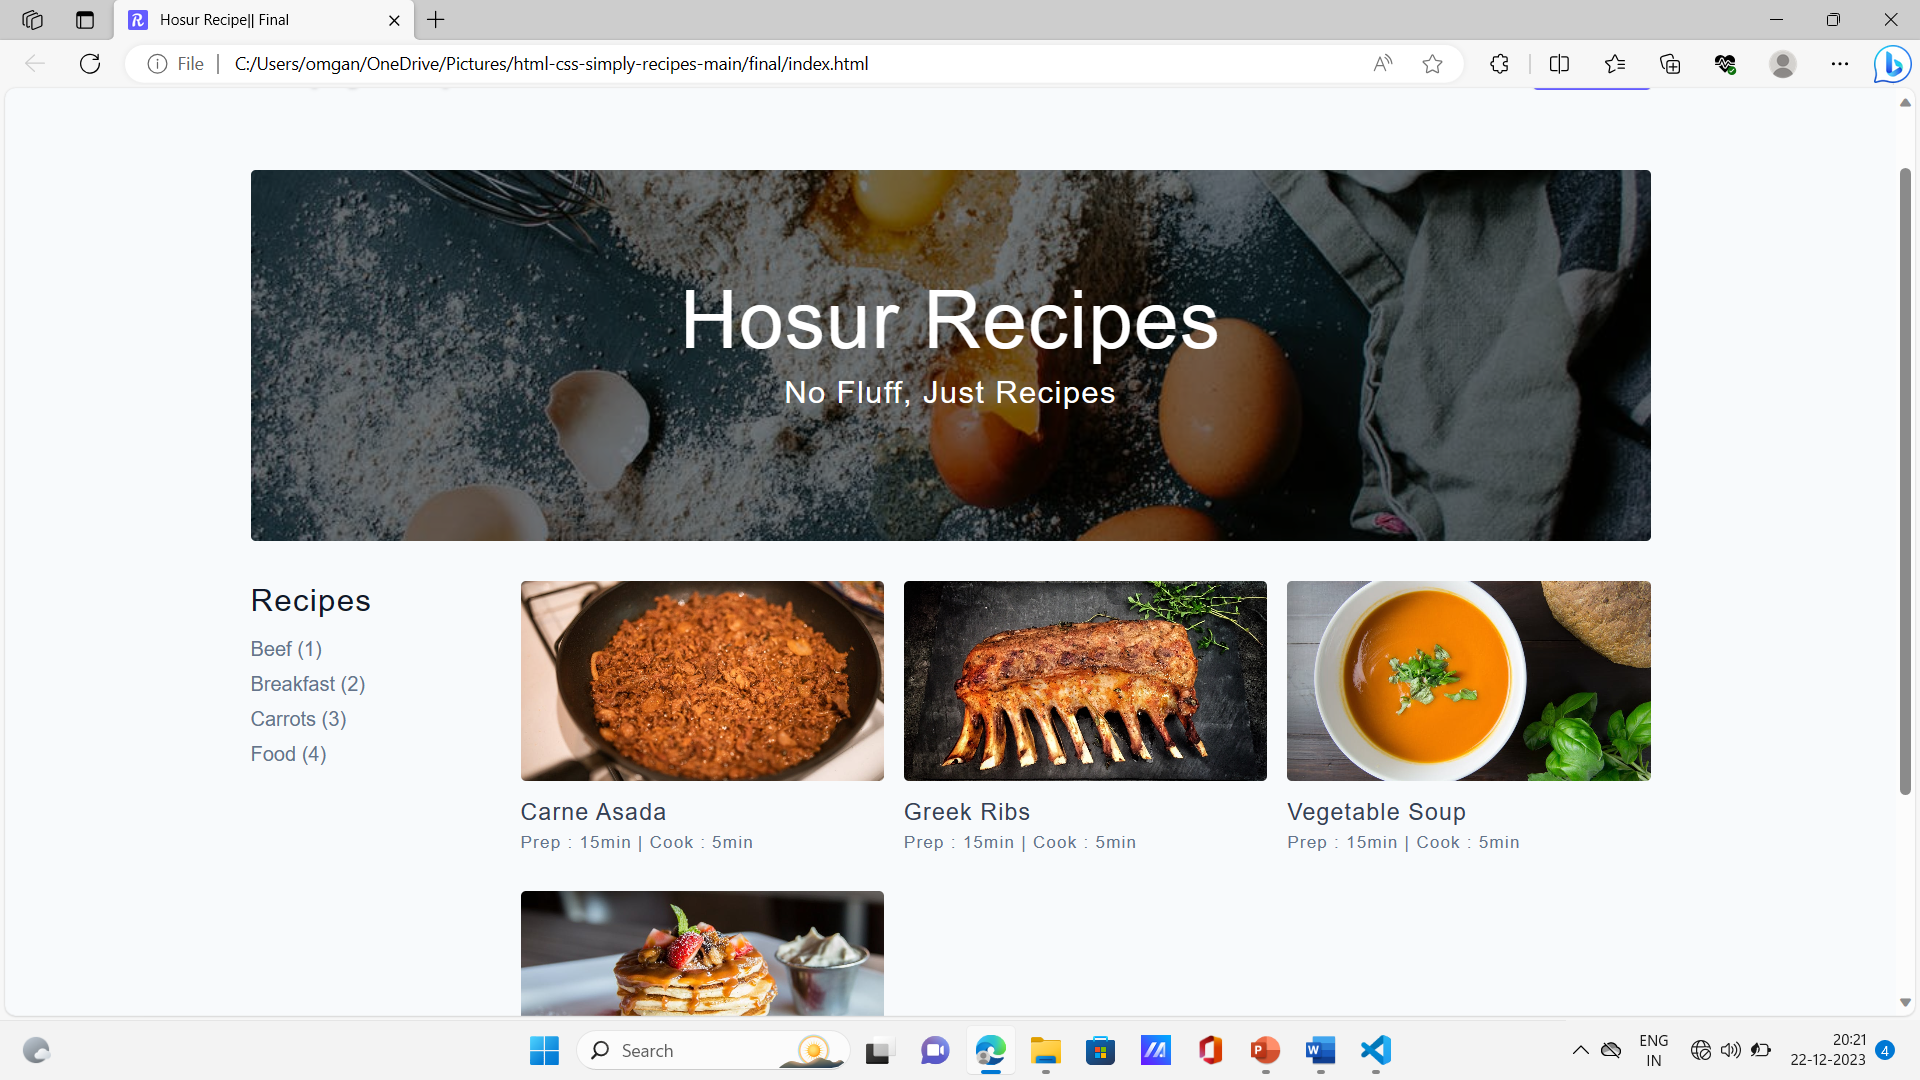 Hosur Recipe|| Final
File
C:/Users/omgan/OneDrive/Pictures/html-css-simply-recipes-main/final/index.html
Hosur Recipes
No Fluff, Just Recipes
Recipes
Beef (1)
Breakfast (2)
Carrots (3)
Food (4)
Carne Asada
Prep : 15min | Cook : 5min
Greek Ribs
Prep : 15min | Cook : 5min
Vegetable Soup
Prep : 15min | Cook : 5min
Search
ENG
IN
20:21
22-12-2023
4